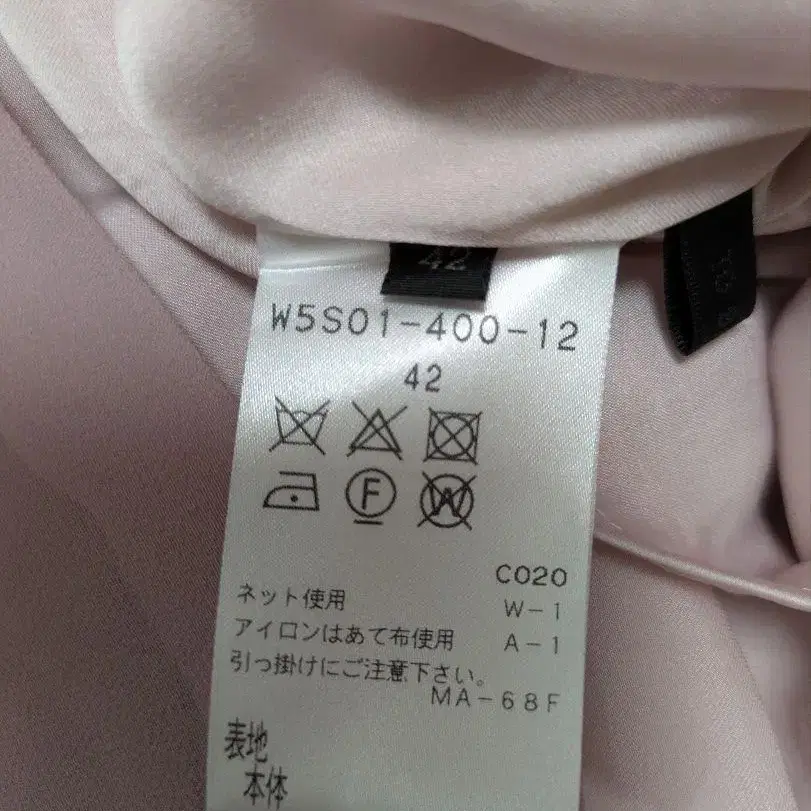 42
W5S01-400-12
42
F W
C020
ネット使用 W-1
アイロンはあて布使用 A-1
引っ掛けにご注意下さい。
MA-68F
表地
本体